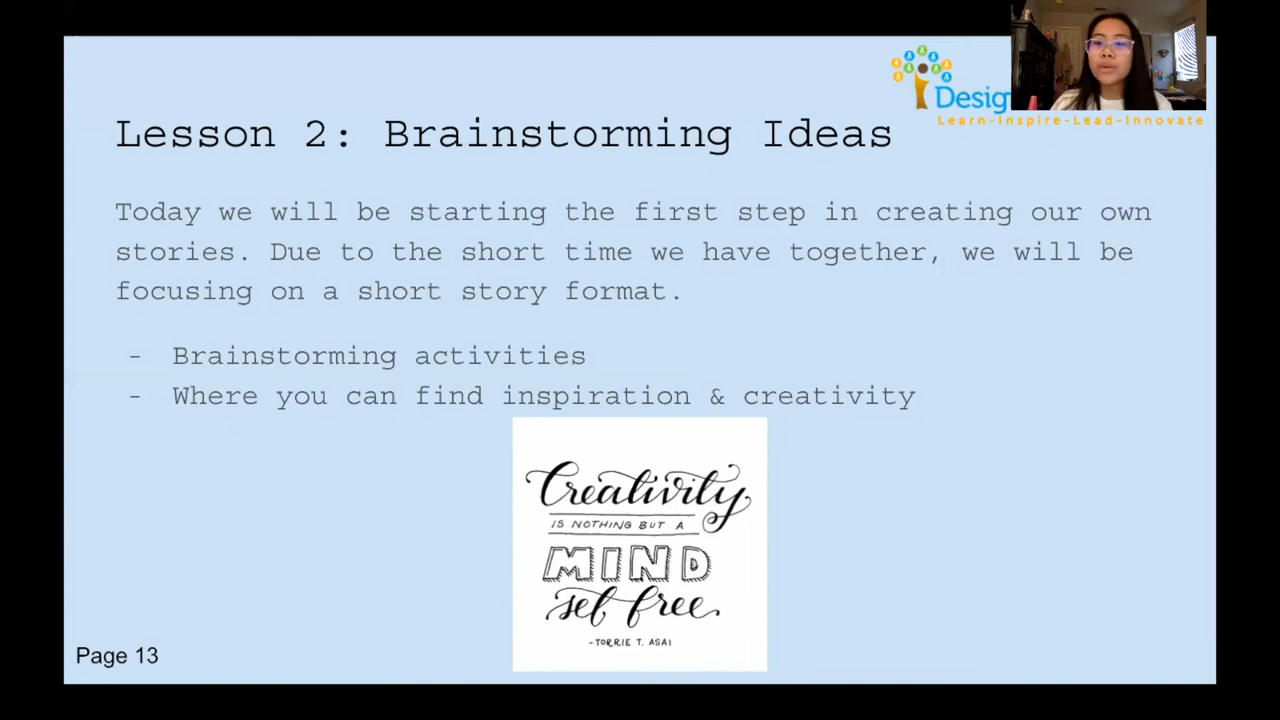 Desig
Learn-Inspire-Lead-Innovate
Lesson 2: Brainstorming Ideas
Today we will be starting the first step in creating our own
stories. Due to the short time we have together, we will be
focusing on a short story format.
- Brainstorming activities
- Where you can find inspiration & creativity
Creativity
IS NOTHING BUT A
MIND
set free.
-TORRIE T. ASAI
Page 13